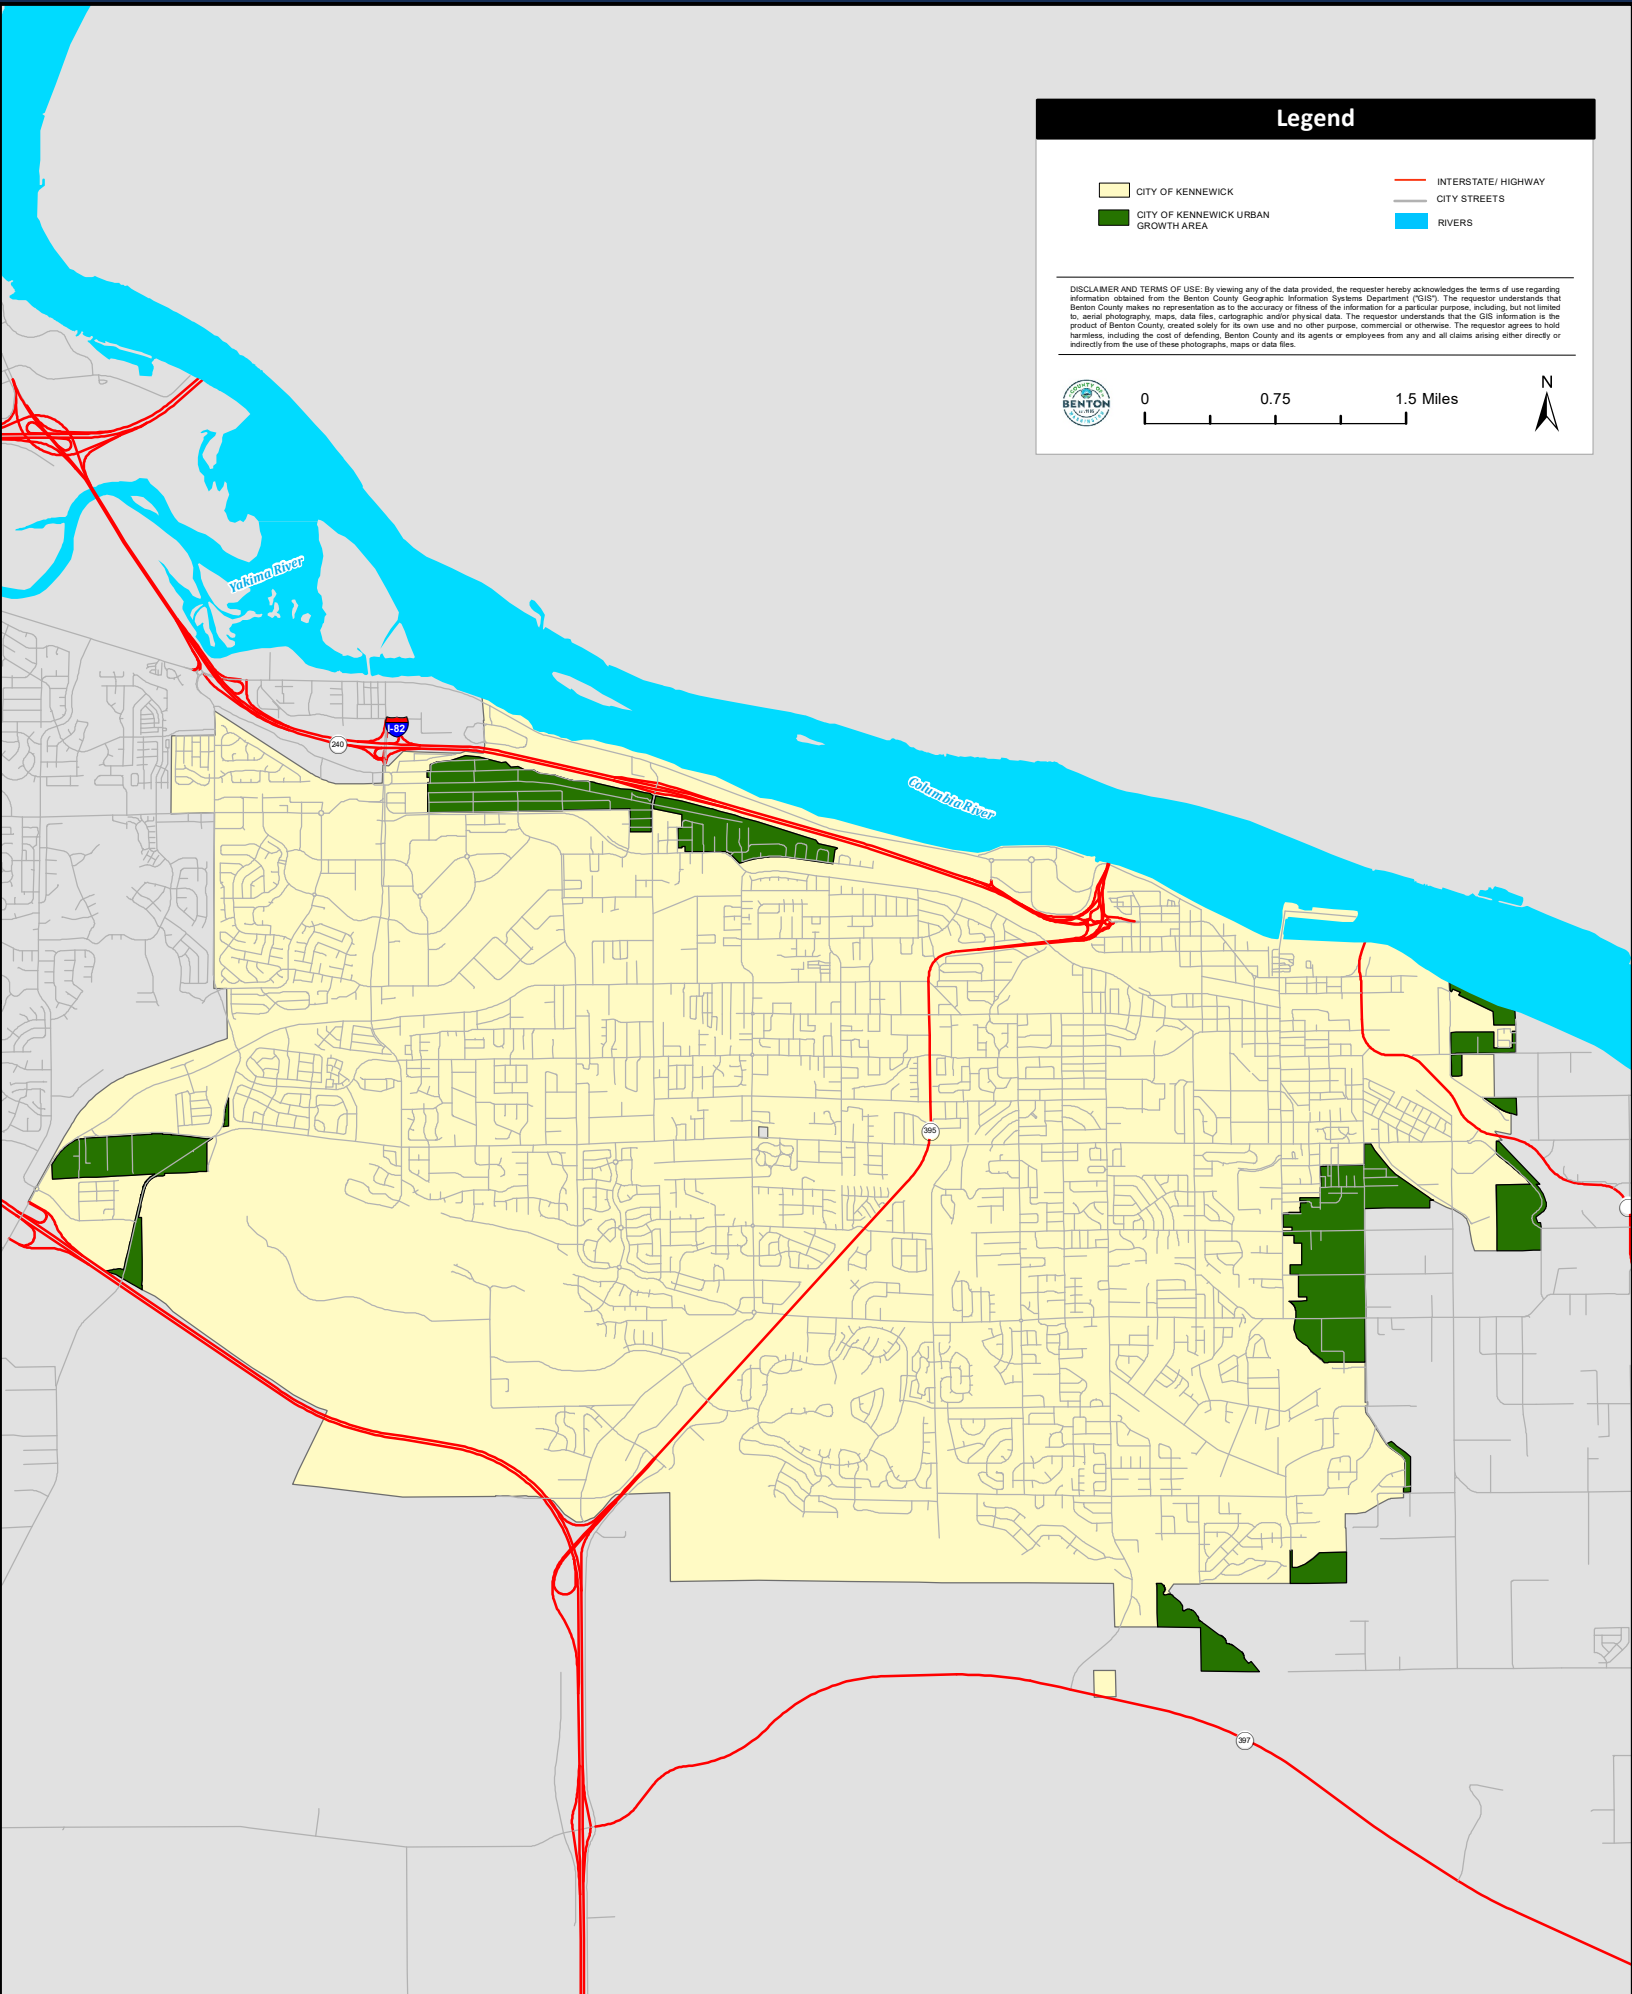 Legend
CITY OF KENNEWICK
CITY OF KENNEWICK URBAN
GROWTH AREA
INTERSTATE/ HIGHWAY
CITY STREETS
RIVERS
DISCLAIMER AND TERMS OF USE: By viewing any of the data provided, the requester hereby acknowledges the terms of use regarding
information obtained from the Benton County Geographic Information Systems Department ("GIS"). The requestor understands that
Benton County makes no representation as to the accuracy or fitness of the information for a particular purpose, including, but not limited
to, aerial photography, maps, data files, cartographic and/or physical data. The requestor understands that the GIS information is the
product of Benton County, created solely for its own use and no other purpose, commercial or otherwise. The requestor agrees to hold
harmless, including the cost of defending, Benton County and its agents or employees from any and all claims arising either directly or
indirectly from the use of these photographs, maps or data files.
COUNTY OF
BENTON
0 0.75 1.5 Miles
N
Yakima River
I-82
240
Columbia River
395
397